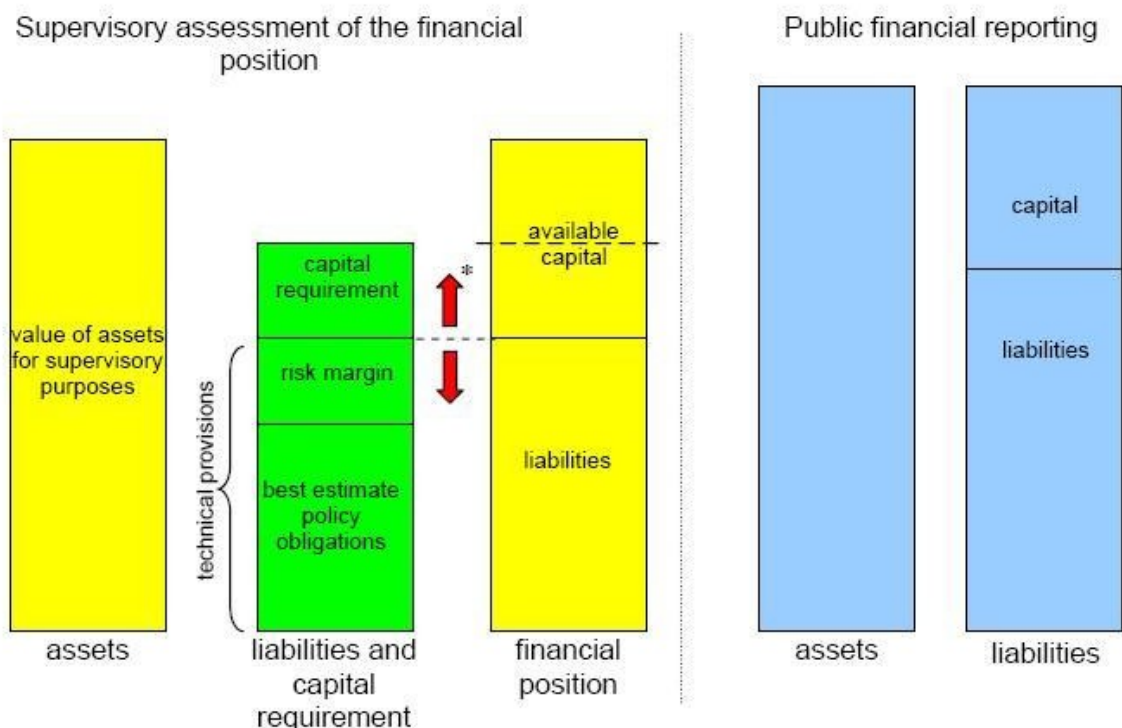 Supervisory assessment of the financial
position
Public financial reporting
value of assets
for supervisory
purposes
assets
technical provisions
capital
requirement
*
risk margin
best estimate
policy
obligations
liabilities and
capital
requirement
available
capital
liabilities
financial
position
assets
capital
liabilities
liabilities